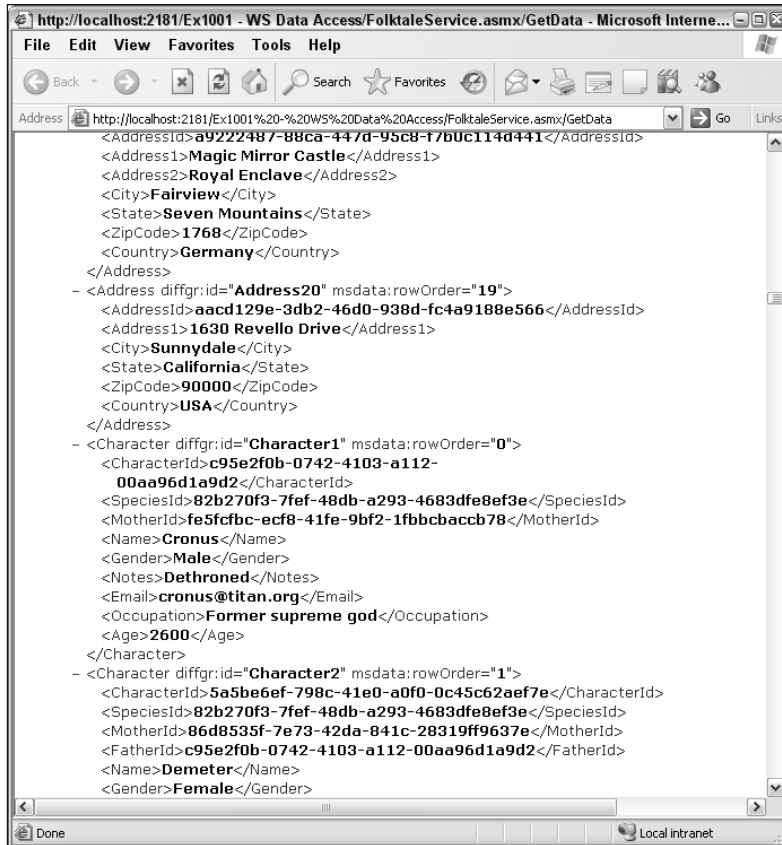 http://localhost:2181/Ex1001 - WS Data Access/FolktaleService.asmx/GetData - Microsoft Interne...
File Edit View Favorites Tools Help
Back Search Favorites
Address http://localhost:2181/Ex1001%20-%20WS%20Data%20Access/FolktaleService.asmx/GetData Go Links
<AddressId>a9222487-88ca-447d-95c8-f7b0c114d441</AddressId>
<Address1>Magic Mirror Castle</Address1>
<Address2>Royal Enclave</Address2>
<City>Fairview</City>
<State>Seven Mountains</State>
<ZipCode>1768</ZipCode>
<Country>Germany</Country>
</Address>
- <Address diffgr:id="Address20" msdata:rowOrder="19">
<AddressId>aacd129e-3db2-46d0-938d-fc4a9188e566</AddressId>
<Address1>1630 Revello Drive</Address1>
<City>Sunnydale</City>
<State>California</State>
<ZipCode>90000</ZipCode>
<Country>USA</Country>
</Address>
- <Character diffgr:id="Character1" msdata:rowOrder="0">
<CharacterId>c95e2f0b-0742-4103-a112-
00aa96d1a9d2</CharacterId>
<SpeciesId>82b270f3-7fef-48db-a293-4683dfe8ef3e</SpeciesId>
<MotherId>fe5fcfbc-ecf8-41fe-9bf2-1fbbcbaccb78</MotherId>
<Name>Cronus</Name>
<Gender>Male</Gender>
<Notes>Dethroned</Notes>
<Email>cronus@titan.org</Email>
<Occupation>Former supreme god</Occupation>
<Age>2600</Age>
</Character>
- <Character diffgr:id="Character2" msdata:rowOrder="1">
<CharacterId>5a5be6ef-798c-41e0-a0f0-0c45c62aef7e</CharacterId>
<SpeciesId>82b270f3-7fef-48db-a293-4683dfe8ef3e</SpeciesId>
<MotherId>86d8535f-7e73-42da-841c-28319ff9637e</MotherId>
<FatherId>c95e2f0b-0742-4103-a112-00aa96d1a9d2</FatherId>
<Name>Demeter</Name>
<Gender>Female</Gender>
Done Local intranet